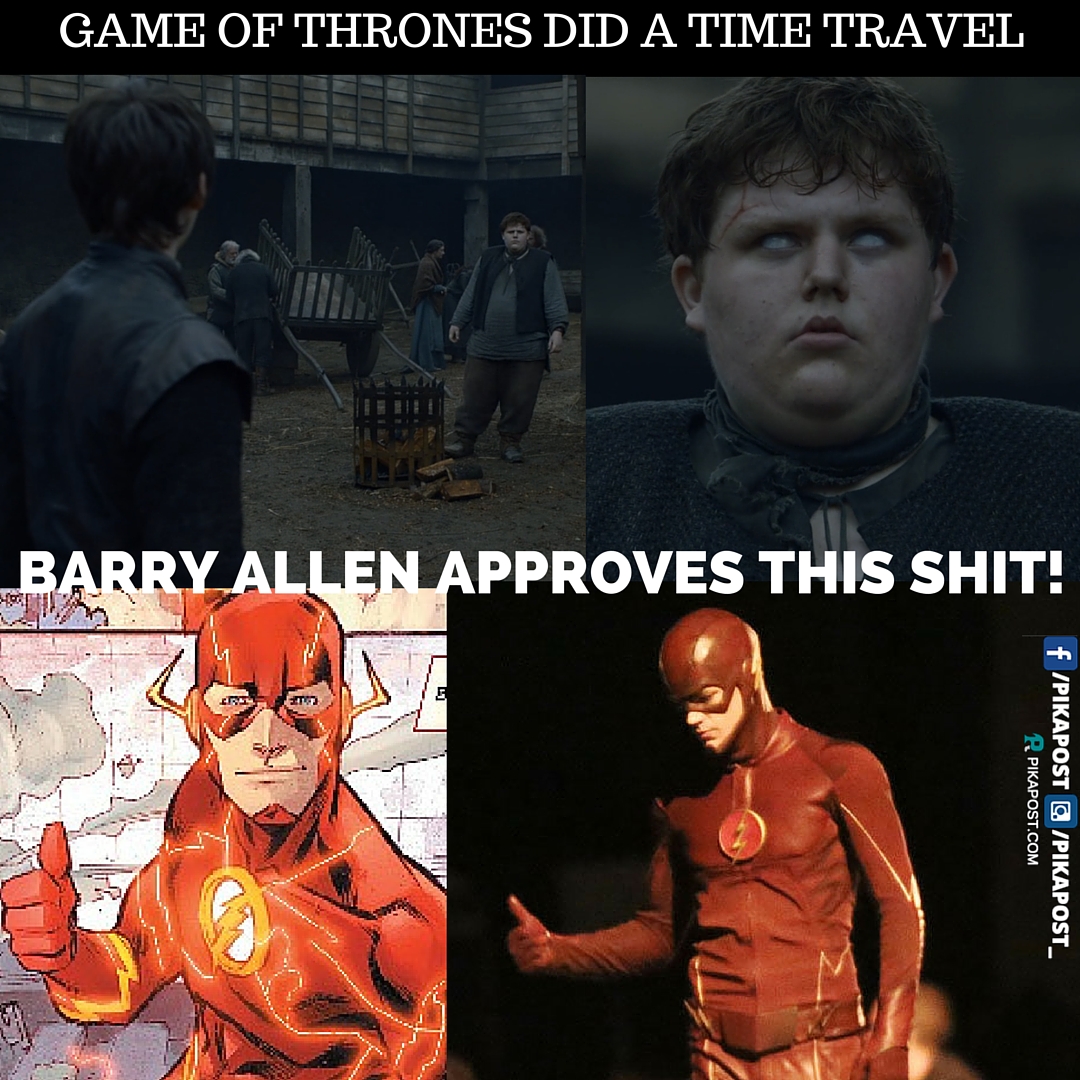 GAME OF THRONES DID A TIME TRAVEL
BARRY ALLEN APPROVES THIS SHIT!
f /PIKAPOST /PIKAPOST_
PIKAPOST.COM